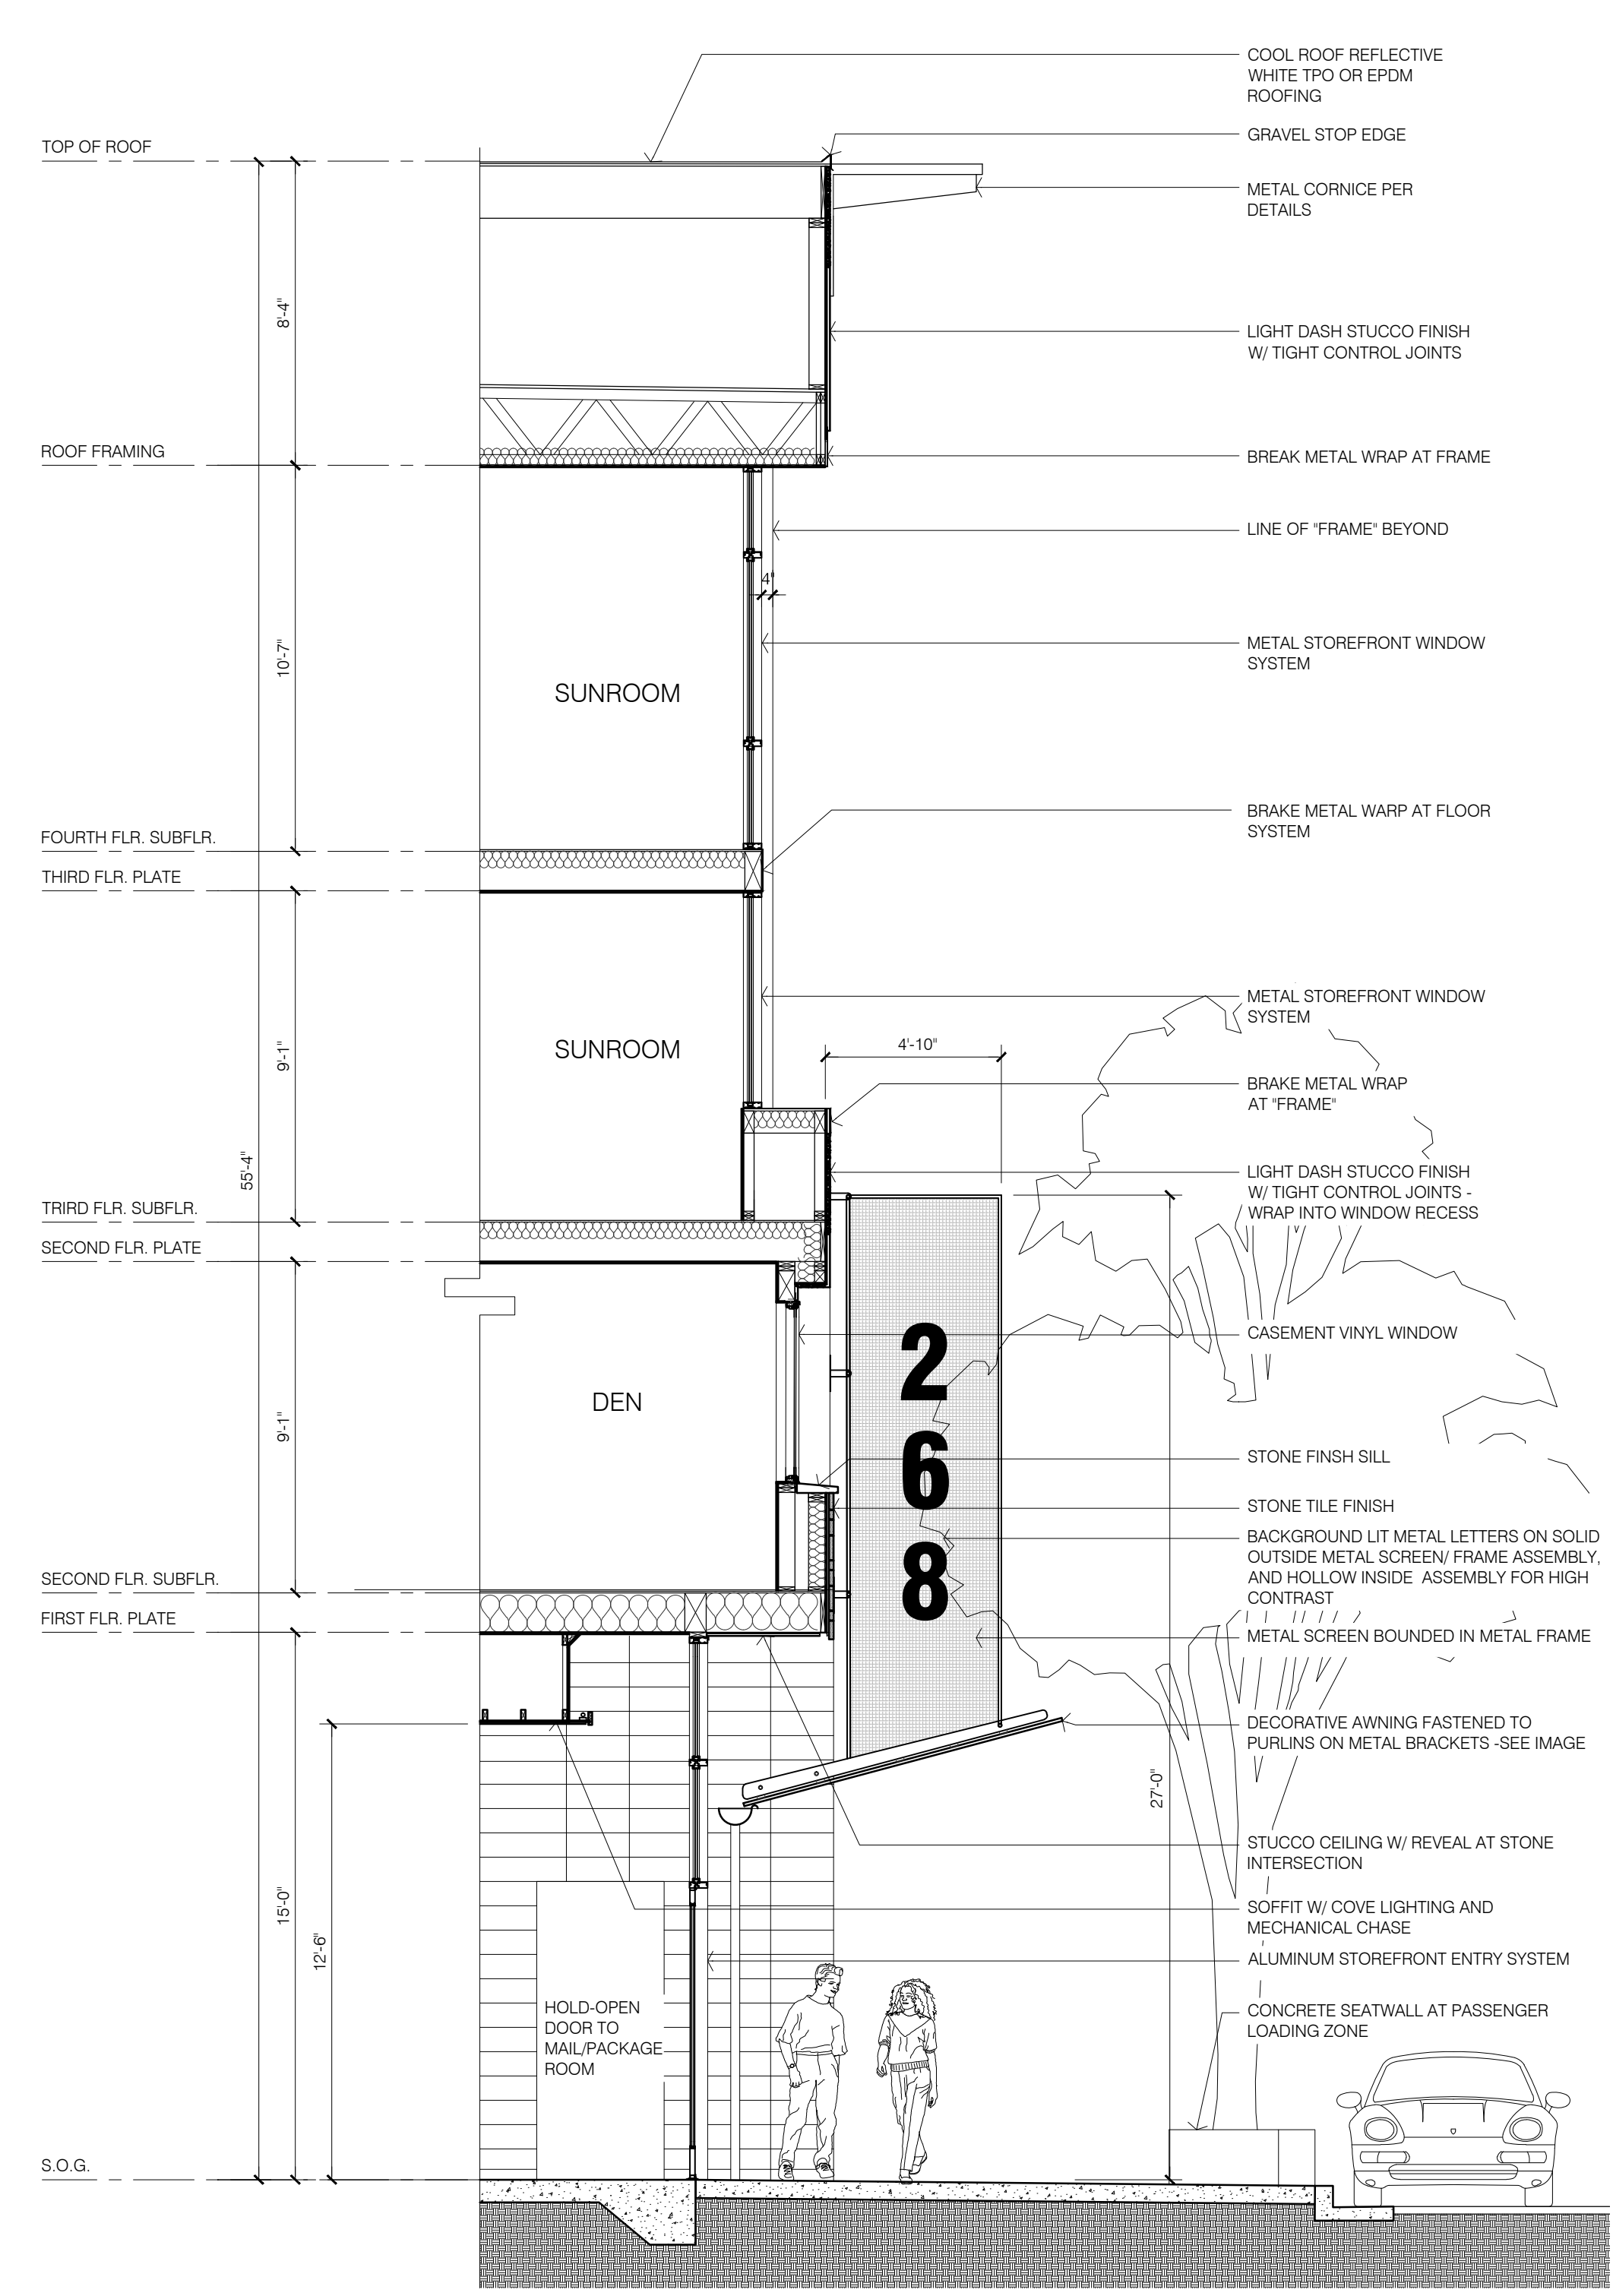 COOL ROOF REFLECTIVE
WHITE TPO OR EPDM
ROOFING
GRAVEL STOP EDGE
TOP OF ROOF
METAL CORNICE PER
DETAILS
8'-4"
LIGHT DASH STUCCO FINISH
W/ TIGHT CONTROL JOINTS
ROOF FRAMING
BREAK METAL WRAP AT FRAME
LINE OF "FRAME" BEYOND
4"
10'-7"
METAL STOREFRONT WINDOW
SYSTEM
SUNROOM
BRAKE METAL WARP AT FLOOR
SYSTEM
FOURTH FLR. SUBFLR.
THIRD FLR. PLATE
METAL STOREFRONT WINDOW
SYSTEM
9'-1"
SUNROOM
4'-10"
BRAKE METAL WRAP
AT "FRAME"
55'-4"
LIGHT DASH STUCCO FINISH
W/ TIGHT CONTROL JOINTS -
WRAP INTO WINDOW RECESS
TRIRD FLR. SUBFLR.
SECOND FLR. PLATE
CASEMENT VINYL WINDOW
9'-1"
DEN
2
6
8
STONE FINSH SILL
STONE TILE FINISH
BACKGROUND LIT METAL LETTERS ON SOLID
OUTSIDE METAL SCREEN/ FRAME ASSEMBLY,
AND HOLLOW INSIDE ASSEMBLY FOR HIGH
CONTRAST
SECOND FLR. SUBFLR.
FIRST FLR. PLATE
METAL SCREEN BOUNDED IN METAL FRAME
DECORATIVE AWNING FASTENED TO
PURLINS ON METAL BRACKETS -SEE IMAGE
27'-0"
STUCCO CEILING W/ REVEAL AT STONE
INTERSECTION
15'-0"
12'-6"
SOFFIT W/ COVE LIGHTING AND
MECHANICAL CHASE
ALUMINUM STOREFRONT ENTRY SYSTEM
HOLD-OPEN
DOOR TO
MAIL/PACKAGE
ROOM
CONCRETE SEATWALL AT PASSENGER
LOADING ZONE
S.O.G.